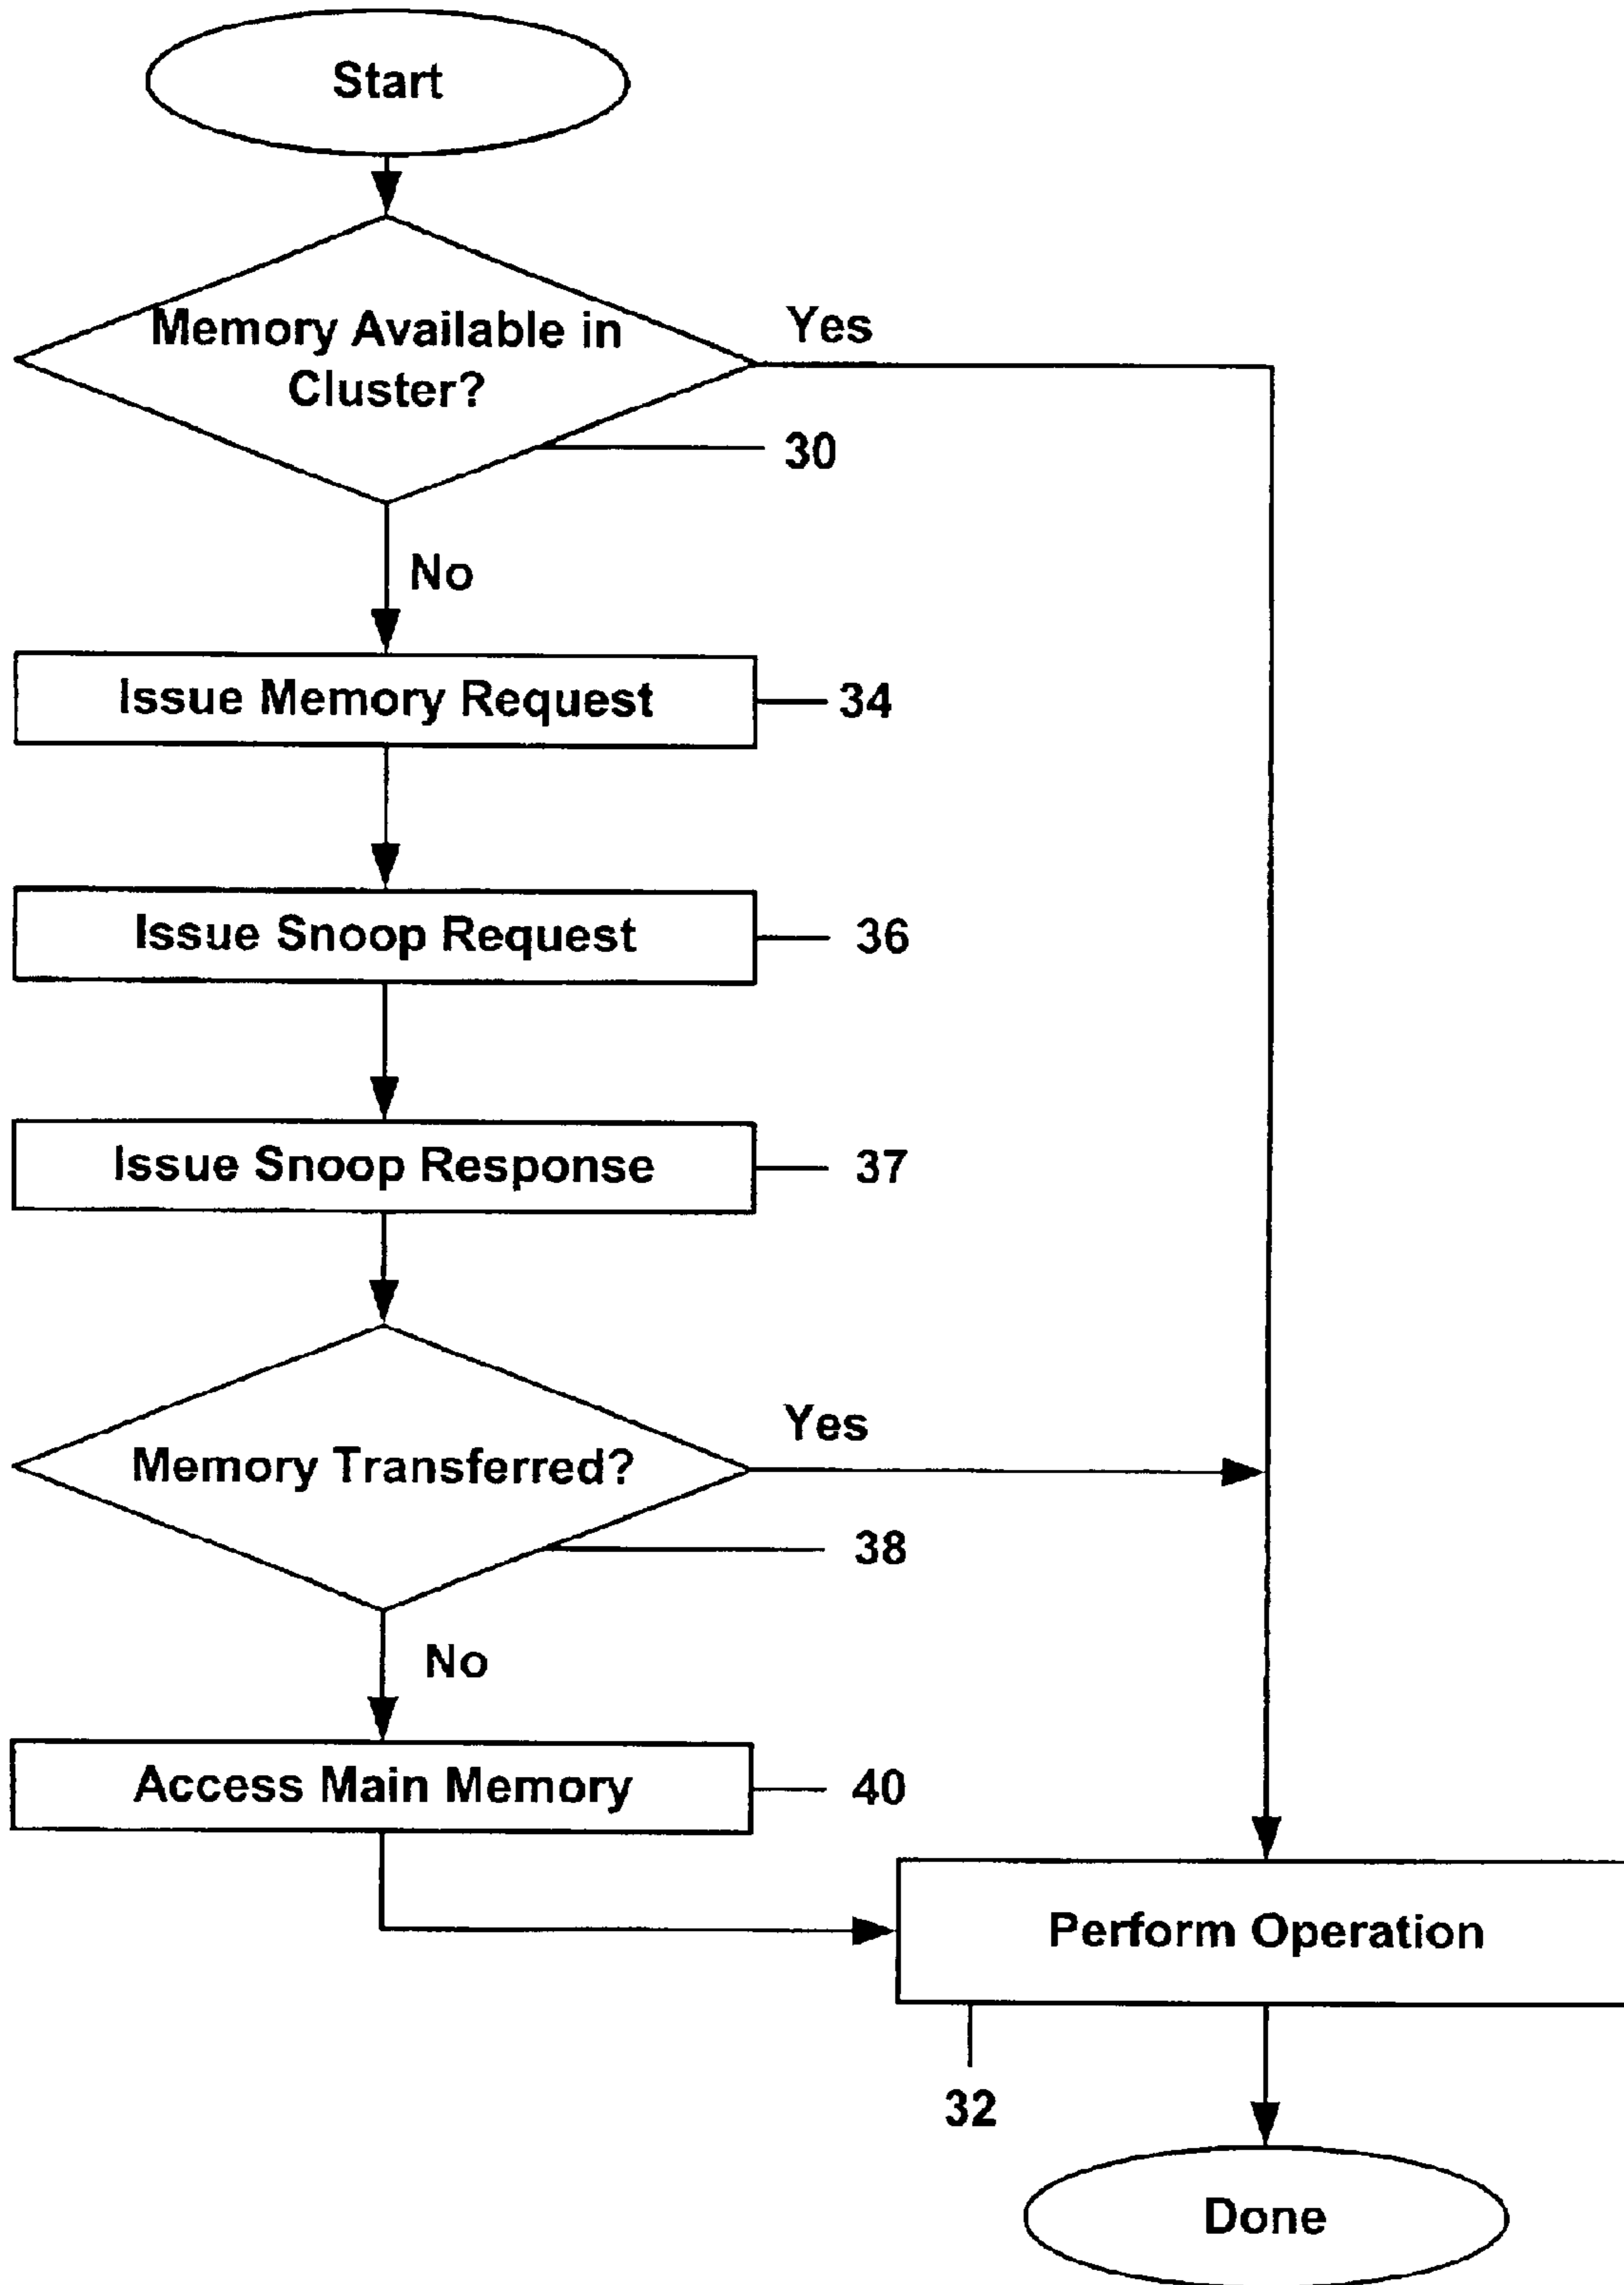 Start
Memory Available in
Cluster?
Yes
30
No
Issue Memory Request
34
Issue Snoop Request
36
Issue Snoop Response
37
Memory Transferred?
Yes
38
No
Access Main Memory
40
Perform Operation
32
Done